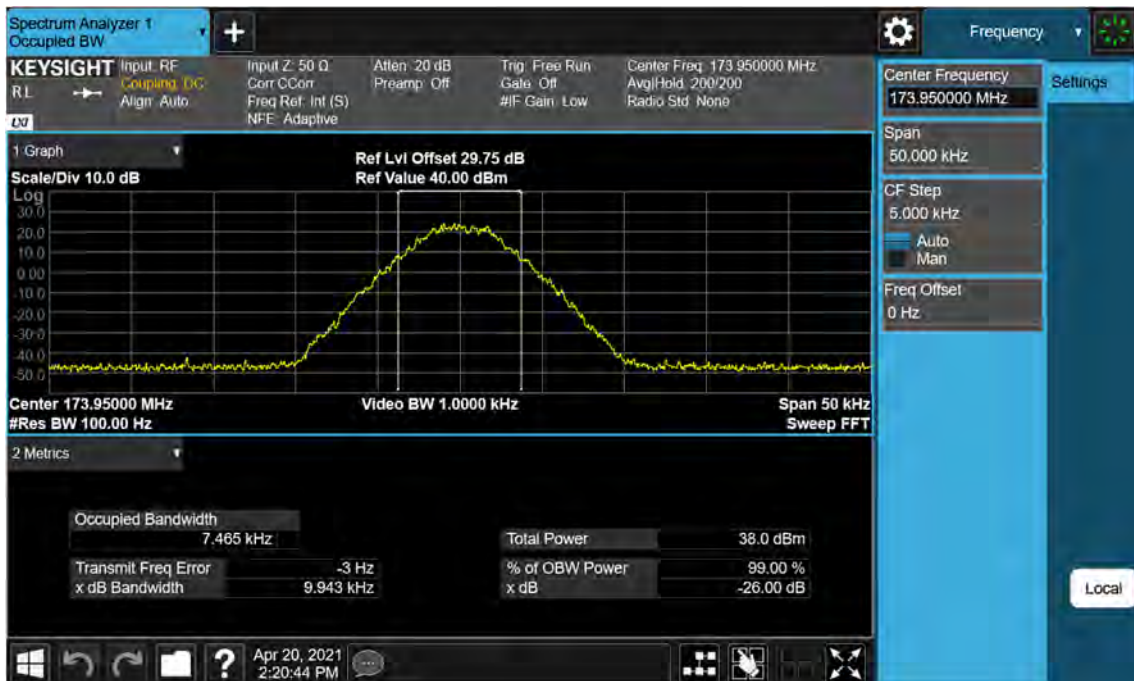 Spectrum Analyzer 1
Occupied BW
+
Frequency
KEYSIGHT
RL
LXI
Input: RF
Coupling: DC
Align: Auto
Input Z: 50 Ω
Corr CCorr
Freq Ref: Int (S)
NFE: Adaptive
Atten: 20 dB
Preamp: Off
Trig: Free Run
Gate: Off
#IF Gain: Low
Center Freq: 173.950000 MHz
Avg|Hold: 200/200
Radio Std: None
Center Frequency
173.950000 MHz
Settings
Span
50.000 kHz
CF Step
5.000 kHz
Auto
Man
Freq Offset
0 Hz
Local
1 Graph
Scale/Div 10.0 dB
Ref Lvl Offset 29.75 dB
Ref Value 40.00 dBm
Log
30.0
20.0
10.0
0.00
-10.0
-20.0
-30.0
-40.0
-50.0
Center 173.95000 MHz
#Res BW 100.00 Hz
Video BW 1.0000 kHz
Span 50 kHz
Sweep FFT
2 Metrics
Occupied Bandwidth
7.465 kHz
Transmit Freq Error -3 Hz
x dB Bandwidth 9.943 kHz
Total Power 38.0 dBm
% of OBW Power 99.00 %
x dB -26.00 dB
?
Apr 20, 2021
2:20:44 PM